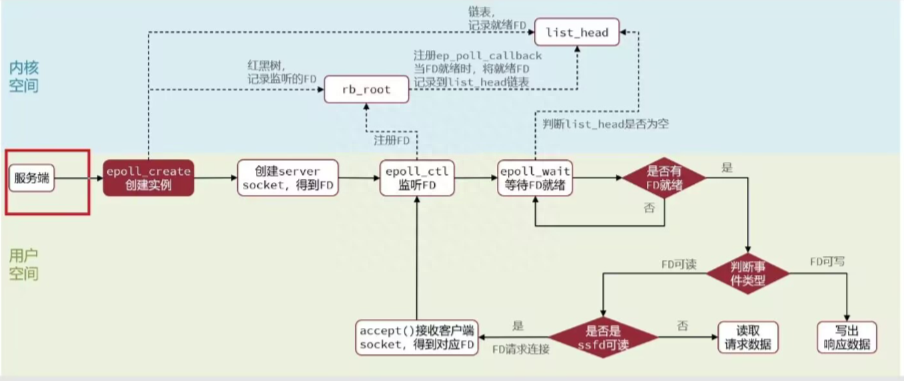 链表,
记录就绪FD
list_head
内核
空间
红黑树,
记录监听的FD
rb_root
注册ep_poll_callback
当FD就绪时，将就绪FD
记录到list_head链表
注册FD
判断list_head是否为空
服务端
epoll_create
创建实例
创建server
socket, 得到FD
epoll_ctl
监听FD
epoll_wait
等待FD就绪
是否有
FD就绪
是
否
用户
空间
FD可读
判断事
件类型
FD可写
accept()接收客户端
socket, 得到对应FD
是
FD请求连接
是否是
ssfd可读
否
读取
请求数据
写出
响应数据